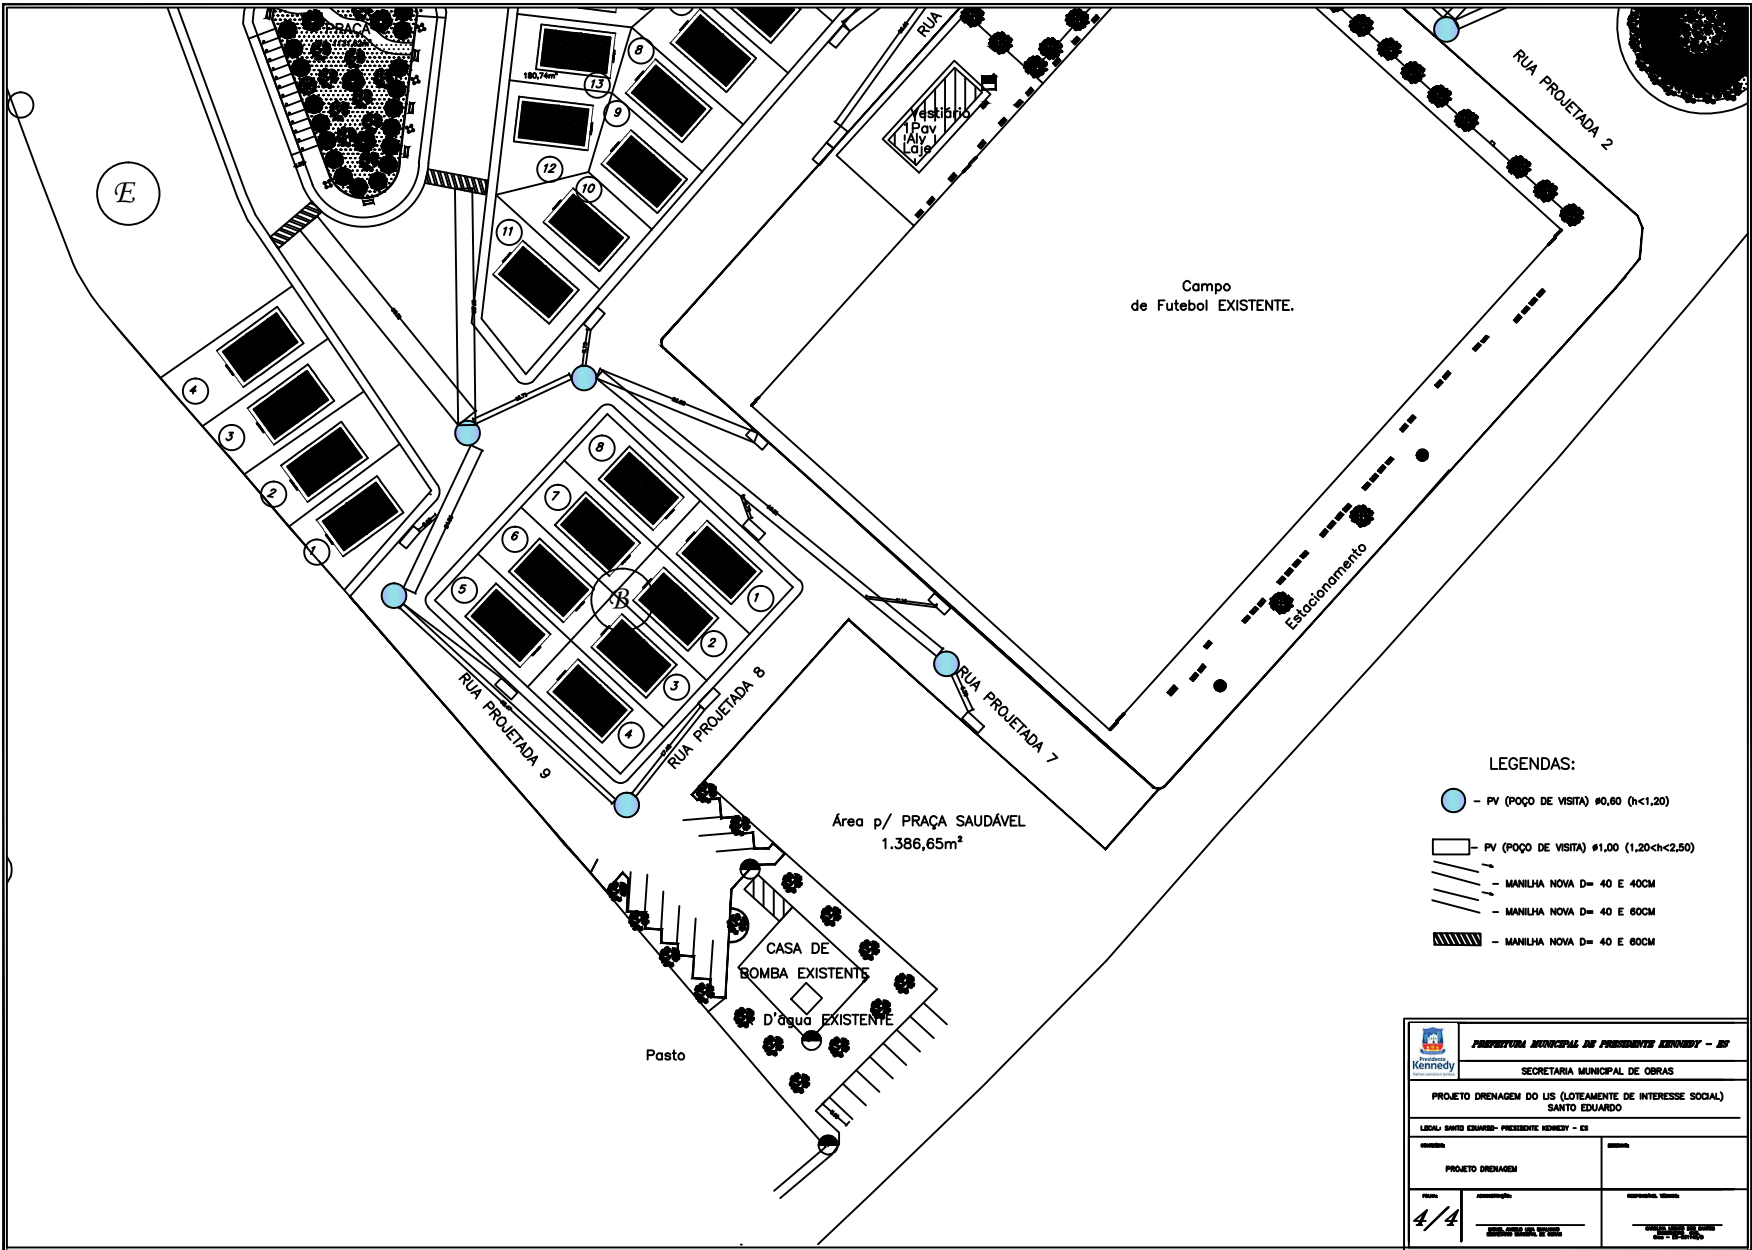 PRAÇA
RUA
RUA PROJETADA 2
180,74m²
8
13
9
12
10
11
Vestiário
1Pav
Alv
Laje
E
Campo
de Futebol EXISTENTE.
4
3
2
1
8
7
6
5
B
1
2
3
4
Estacionamento
RUA PROJETADA 9
RUA PROJETADA 8
RUA PROJETADA 7
Área p/ PRAÇA SAUDÁVEL
1.386,65m²
CASA DE
BOMBA EXISTENTE
D'água EXISTENTE
Pasto
LEGENDAS:
- PV (POÇO DE VISITA) ø0,60 (h<1,20)
- PV (POÇO DE VISITA) ø1,00 (1,20<h<2,50)
- MANILHA NOVA D= 40 E 40CM
- MANILHA NOVA D= 40 E 60CM
- MANILHA NOVA D= 40 E 60CM
Presidente
Kennedy
PREFEITURA MUNICIPAL DE PRESIDENTE KENNEDY - ES
SECRETARIA MUNICIPAL DE OBRAS
PROJETO DRENAGEM DO LIS (LOTEAMENTE DE INTERESSE SOCIAL)
SANTO EDUARDO
LOCAL: SANTO EDUARDO- PRESIDENTE KENNEDY - ES
PROJETO DRENAGEM
4/4